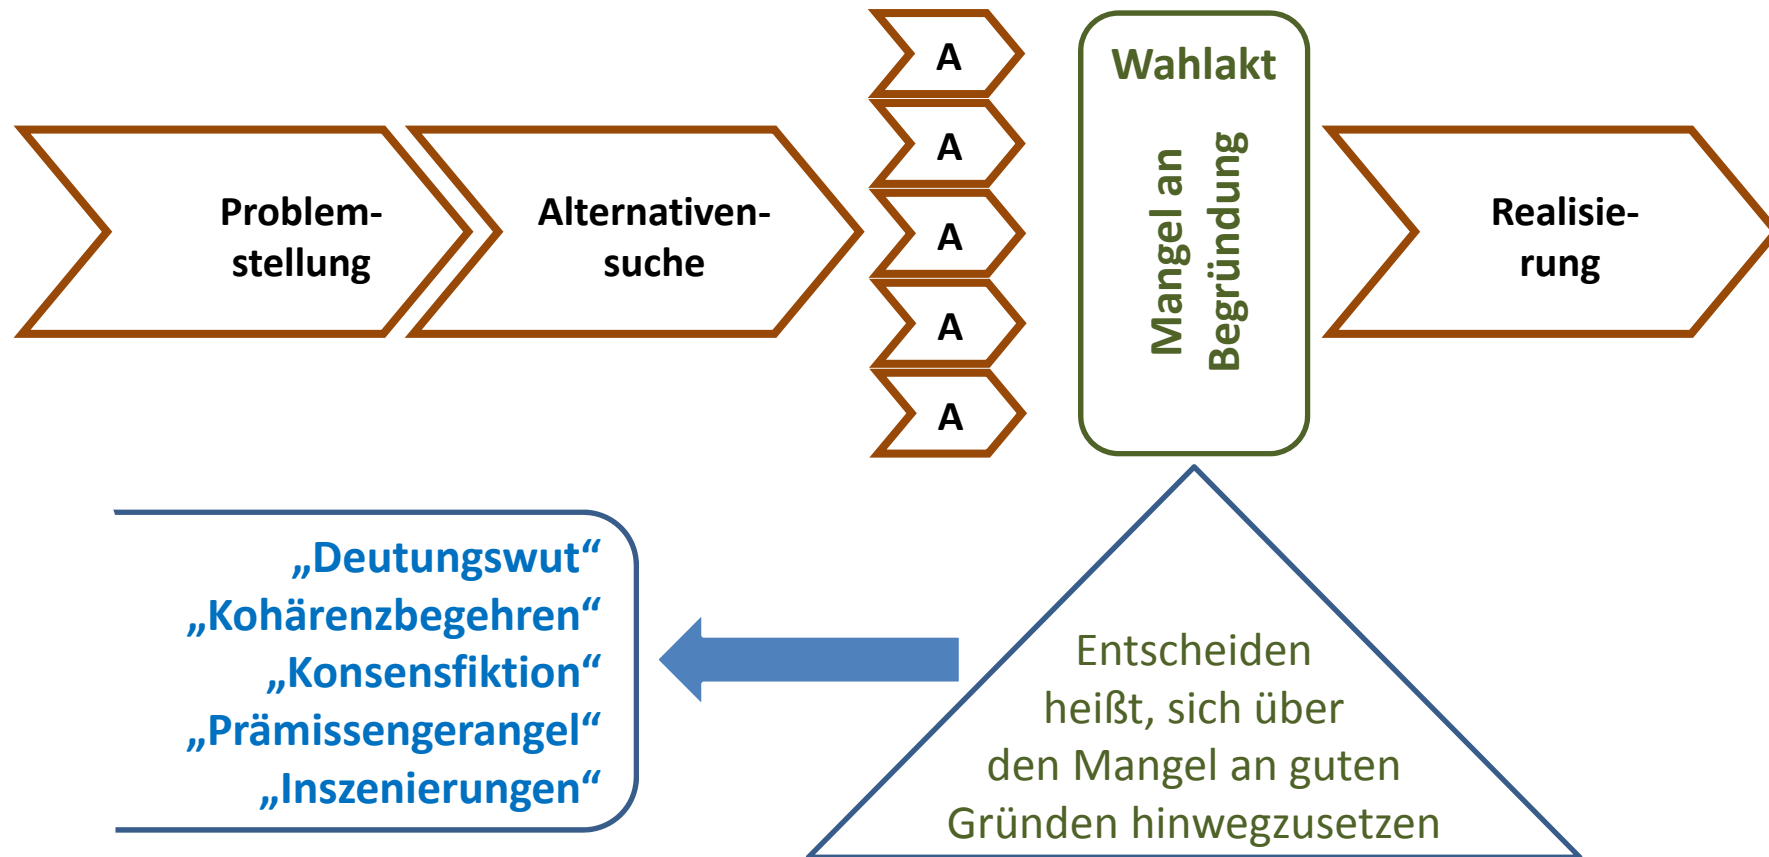 Problem-
stellung
Alternativen-
suche
A
A
A
A
A
Wahlakt
Mangel an
Begründung
Realisie-
rung
„Deutungswut“
„Kohärenzbegehren“
„Konsensfiktion“
„Prämissengerangel“
„Inszenierungen“
Entscheiden
heißt, sich über
den Mangel an guten
Gründen hinwegzusetzen